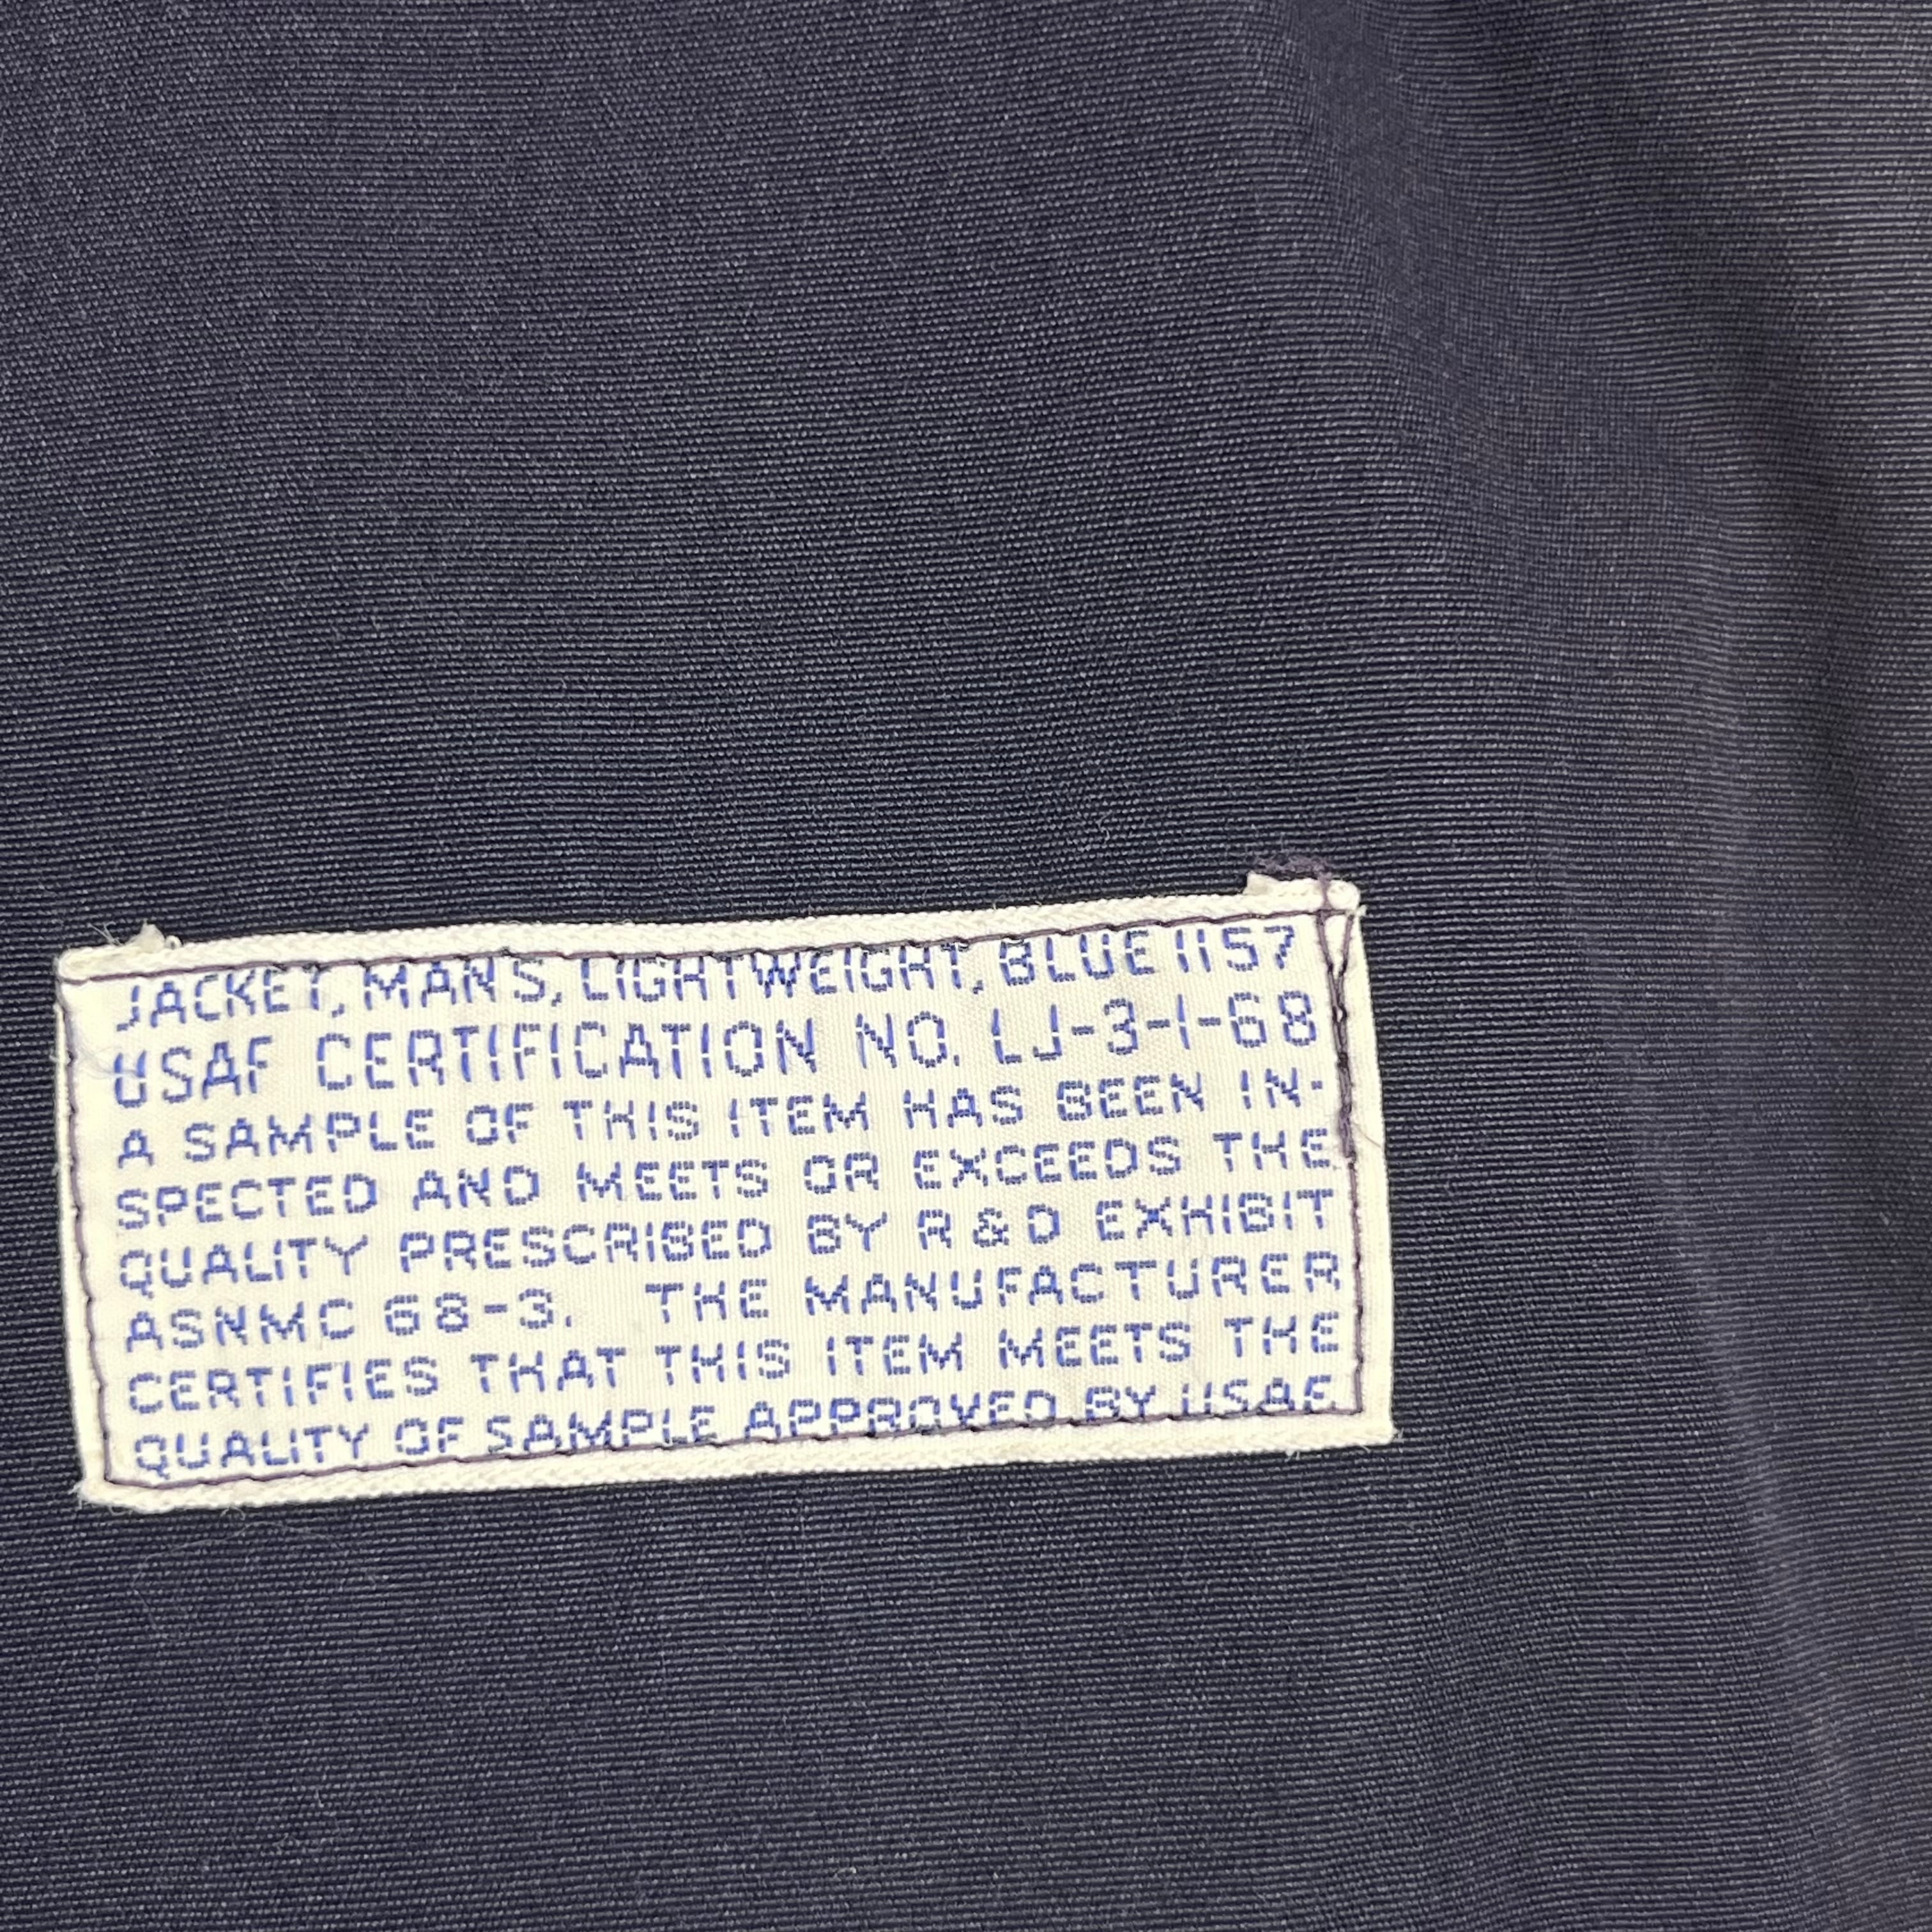 JACKET, MAN'S, LIGHTWEIGHT, BLUE 1157
USAF CERTIFICATION NO. LJ-3-1-68
A SAMPLE OF THIS ITEM HAS BEEN IN-
SPECTED AND MEETS OR EXCEEDS THE
QUALITY PRESCRIBED BY R & D EXHIBIT
ASNMC 68-3. THE MANUFACTURER
CERTIFIES THAT THIS ITEM MEETS THE
QUALITY OF SAMPLE APPROVED BY USAF.